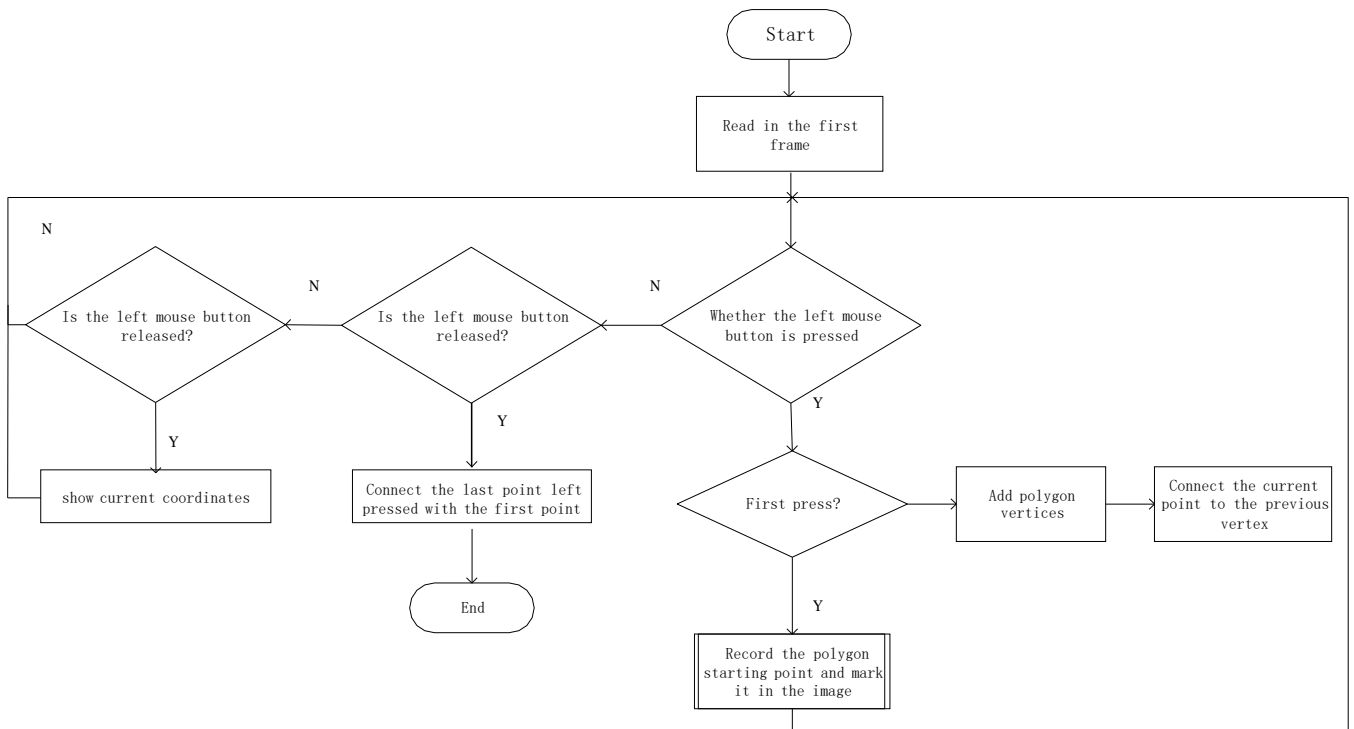 Start
Read in the first
frame
N
N
N
Is the left mouse button
released?
Is the left mouse button
released?
Whether the left mouse
button is pressed
Y
Y
Y
show current coordinates
Connect the last point left
pressed with the first point
First press?
Add polygon
vertices
Connect the current
point to the previous
vertex
End
Y
Record the polygon
starting point and mark
it in the image